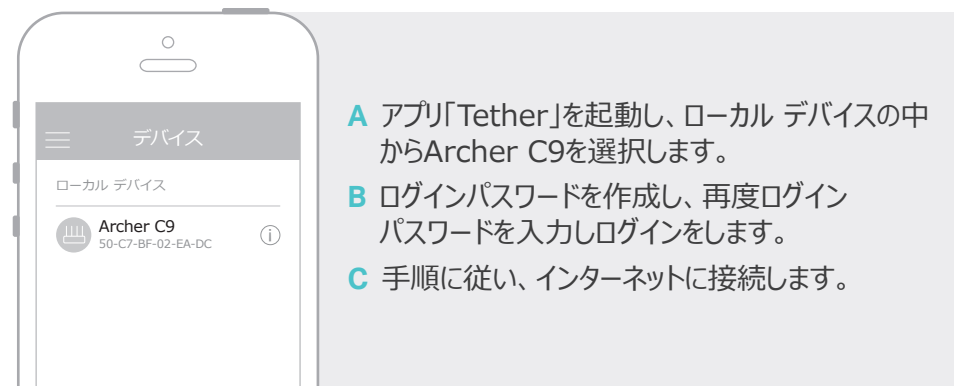 デバイス
ローカル デバイス
Archer C9
50-C7-BF-02-EA-DC
A アプリ「Tether」を起動し、ローカル デバイスの中
からArcher C9を選択します。
B ログインパスワードを作成し、再度ログイン
パスワードを入力しログインをします。
C 手順に従い、インターネットに接続します。